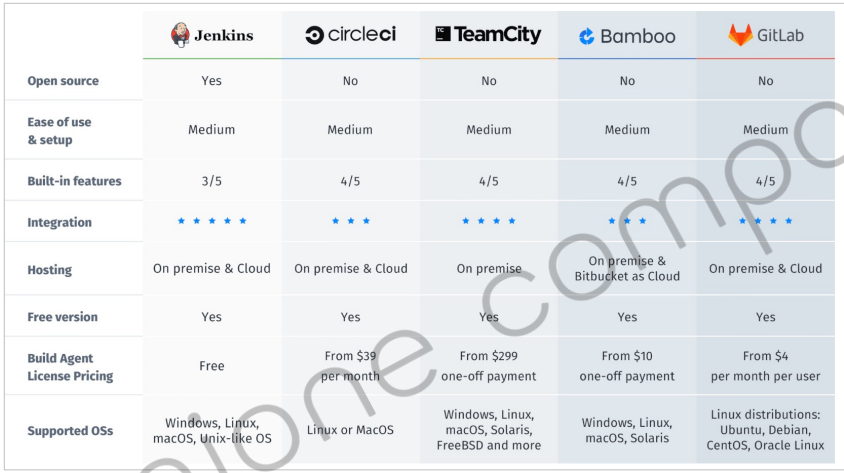 Jenkins circleci TC TeamCity Bamboo GitLab
Open source Yes No No No No
Ease of use
& setup Medium Medium Medium Medium Medium
Built-in features 3/5 4/5 4/5 4/5 4/5
Integration ★ ★ ★ ★ ★ ★ ★ ★ ★ ★ ★ ★ ★ ★ ★ ★ ★ ★ ★
Hosting On premise & Cloud On premise & Cloud On premise On premise &
Bitbucket as Cloud On premise & Cloud
Free version Yes Yes Yes Yes Yes
Build Agent
License Pricing Free From $39
per month From $299
one-off payment From $10
one-off payment From $4
per month per user
Supported OSs Windows, Linux,
macOS, Unix-like OS Linux or MacOS Windows, Linux,
macOS, Solaris,
FreeBSD and more Windows, Linux,
macOS, Solaris Linux distributions:
Ubuntu, Debian,
CentOS, Oracle Linux